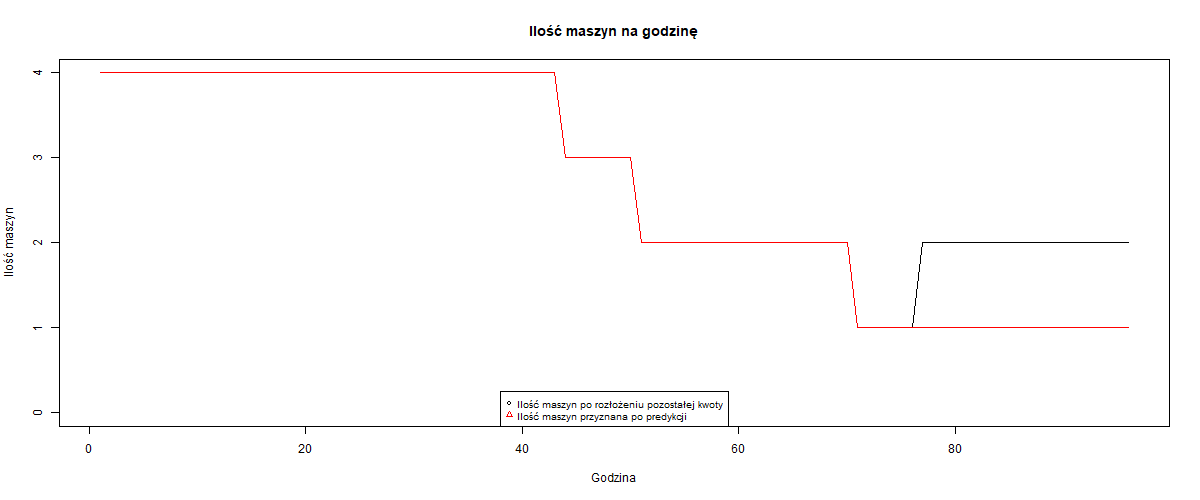 Ilość maszyn na godzinę
Ilość maszyn
4
3
2
1
0
Ilość maszyn po rozłożeniu pozostałej kwoty
Ilość maszyn przyznana po predykcji
0 20 40 60 80
Godzina